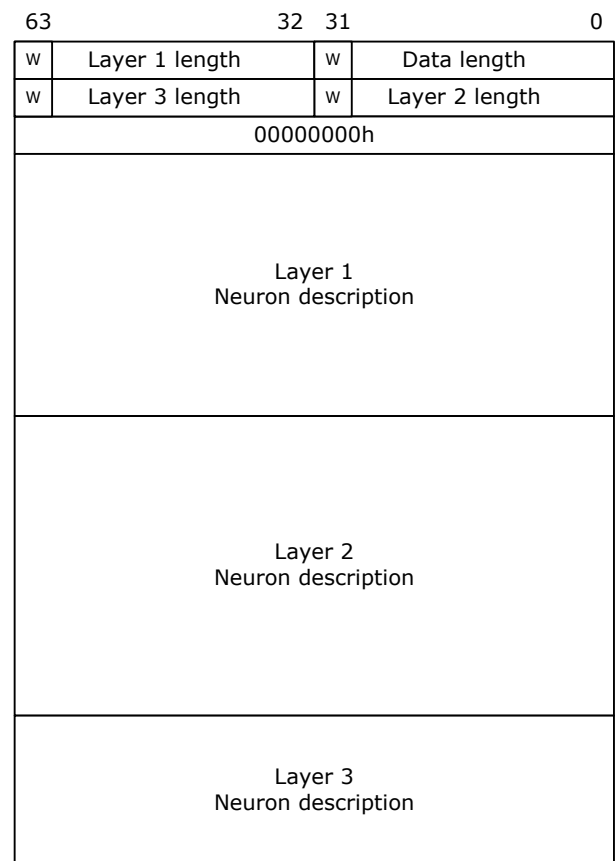 63 32 31 0
W Layer 1 length W Data length
W Layer 3 length W Layer 2 length
00000000h
Layer 1
Neuron description
Layer 2
Neuron description
Layer 3
Neuron description